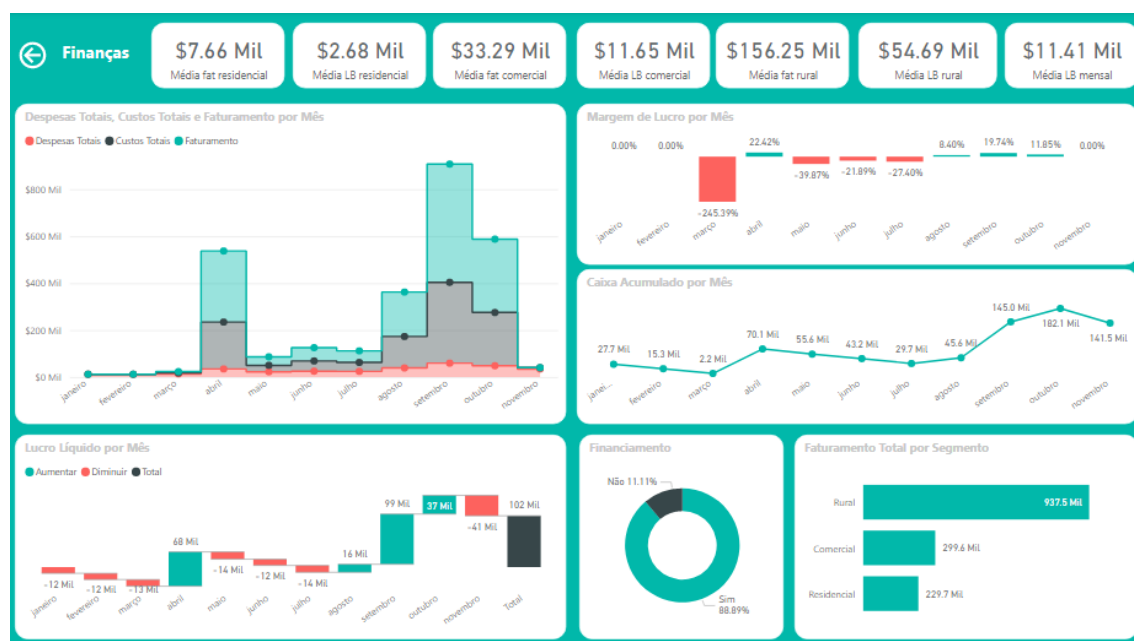 Finanças
$7.66 Mil
Média fat residencial
$2.68 Mil
Média LB residencial
$33.29 Mil
Média fat comercial
$11.65 Mil
Média LB comercial
$156.25 Mil
Média fat rural
$54.69 Mil
Média LB rural
$11.41 Mil
Média LB mensal
Despesas Totais, Custos Totais e Faturamento por Mês
Despesas Totais Custos Totais Faturamento
$800 Mil
$600 Mil
$400 Mil
$200 Mil
$0 Mil
janeiro fevereiro março abril maio junho julho agosto setembro outubro novembro
Margem de Lucro por Mês
0.00% 0.00% -245.39% 22.42% -39.87% -21.89% -27.40% 8.40% 19.74% 11.85% 0.00%
janeiro fevereiro março abril maio junho julho agosto setembro outubro novembro
Caixa Acumulado por Mês
27.7 Mil 15.3 Mil 2.2 Mil 70.1 Mil 55.6 Mil 43.2 Mil 29.7 Mil 45.6 Mil 145.0 Mil 182.1 Mil 141.5 Mil
janei... fevereiro março abril maio junho julho agosto setembro outubro novembro
Lucro Líquido por Mês
Aumentar Diminuir Total
-12 Mil -12 Mil -13 Mil 68 Mil -14 Mil -12 Mil -14 Mil 16 Mil 99 Mil 37 Mil -41 Mil 102 Mil
janeiro fevereiro março abril maio junho julho agosto setembro outubro novembro Total
Financiamento
Não 11.11%
Sim
88.89%
Faturamento Total por Segmento
Rural 937.5 Mil
Comercial 299.6 Mil
Residencial 229.7 Mil